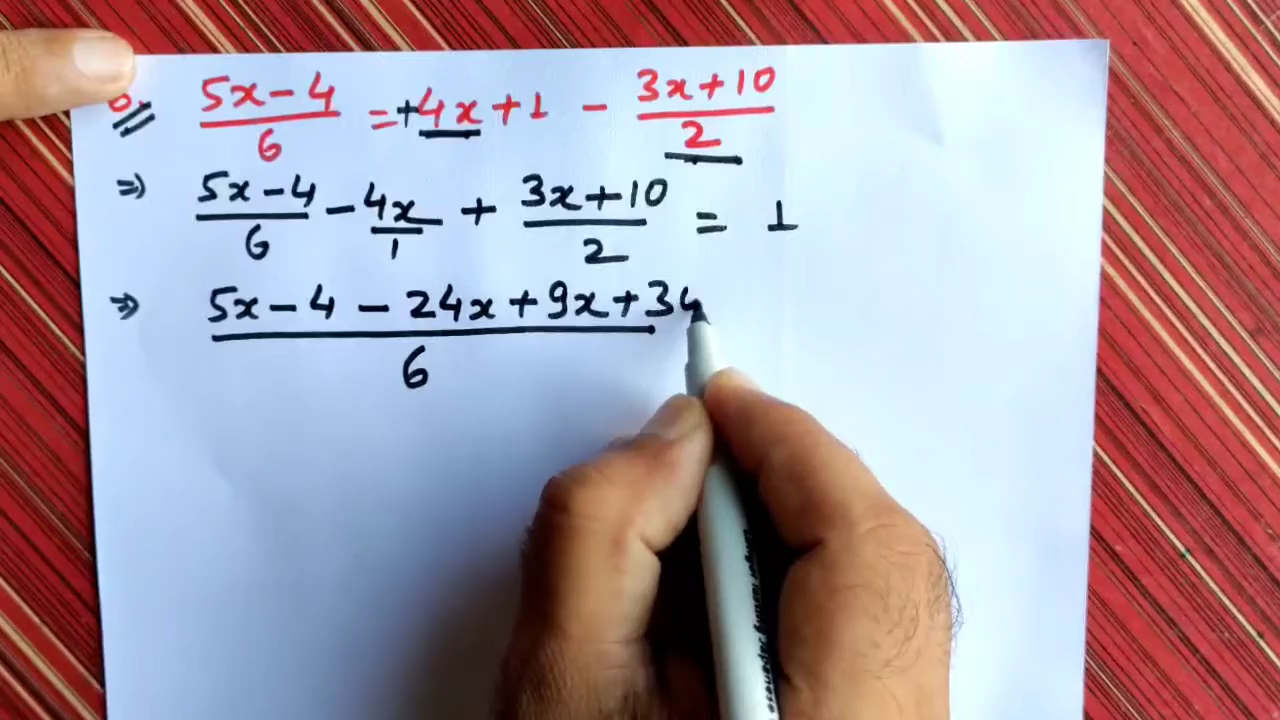 Q. (5x-4)/6 = +4x+1 - (3x+10)/2
⇒ (5x-4)/6 - 4x/1 + (3x+10)/2 = 1
⇒ (5x-4-24x+9x+3)/6